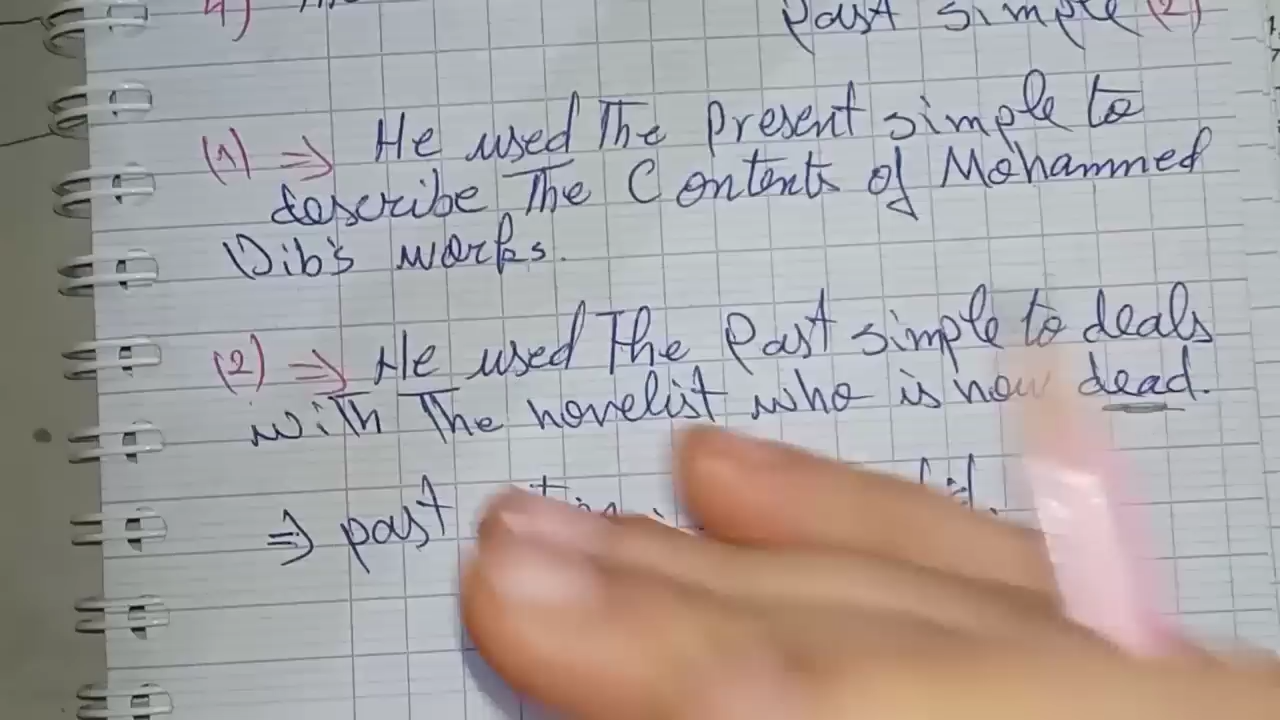 4)
past simple (2)
(1) => He used The present simple to
describe The Contents of Mohammed
Dib's works.
(2) => He used The Past simple to deals
with The novelist who is now dead.
=> past